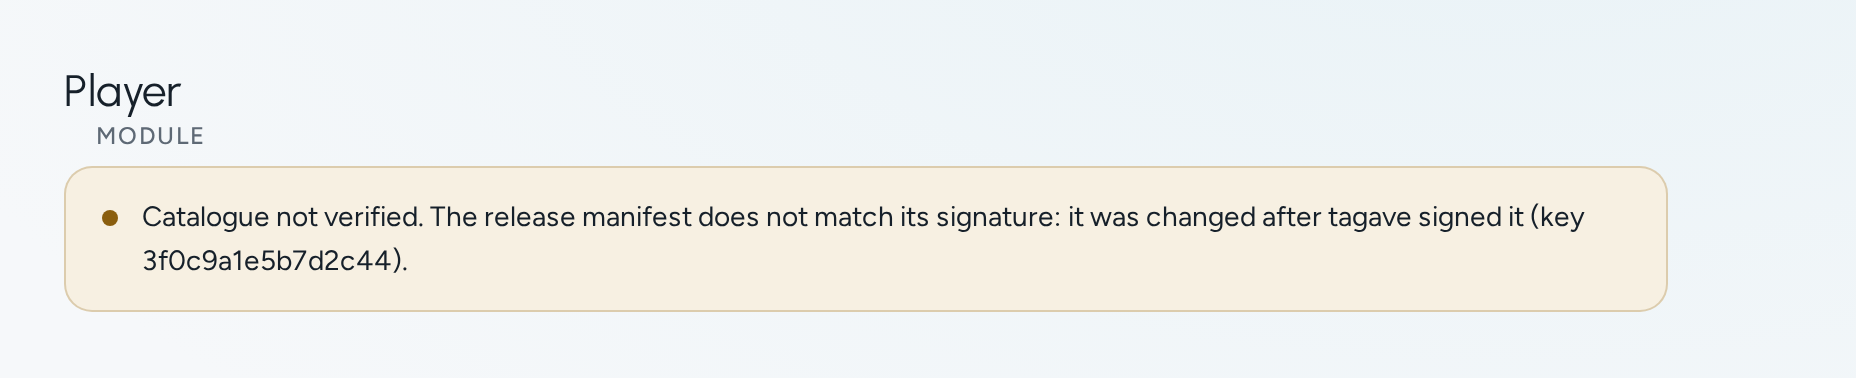 Player
MODULE
Catalogue not verified. The release manifest does not match its signature: it was changed after tagave signed it (key
3f0c9a1e5b7d2c44).